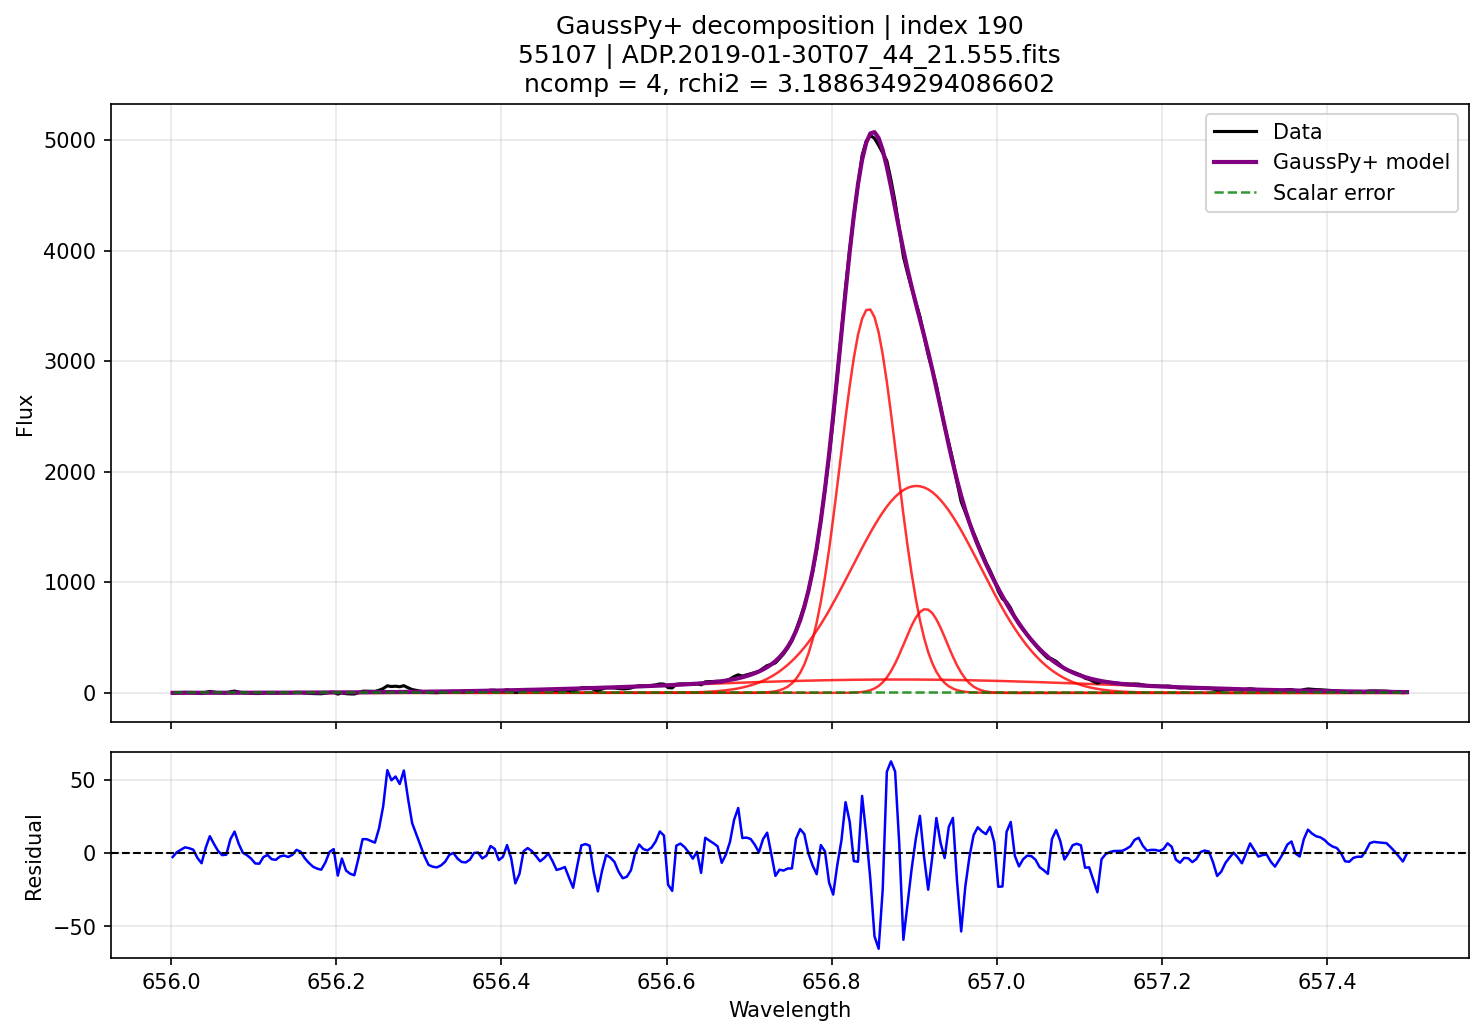 GaussPy+ decomposition | index 190
55107 | ADP.2019-01-30T07_44_21.555.fits
ncomp = 4, rchi2 = 3.1886349294086602
Data
GaussPy+ model
Scalar error
Flux
5000
4000
3000
2000
1000
0
Residual
50
0
−50
656.0 656.2 656.4 656.6 656.8 657.0 657.2 657.4
Wavelength